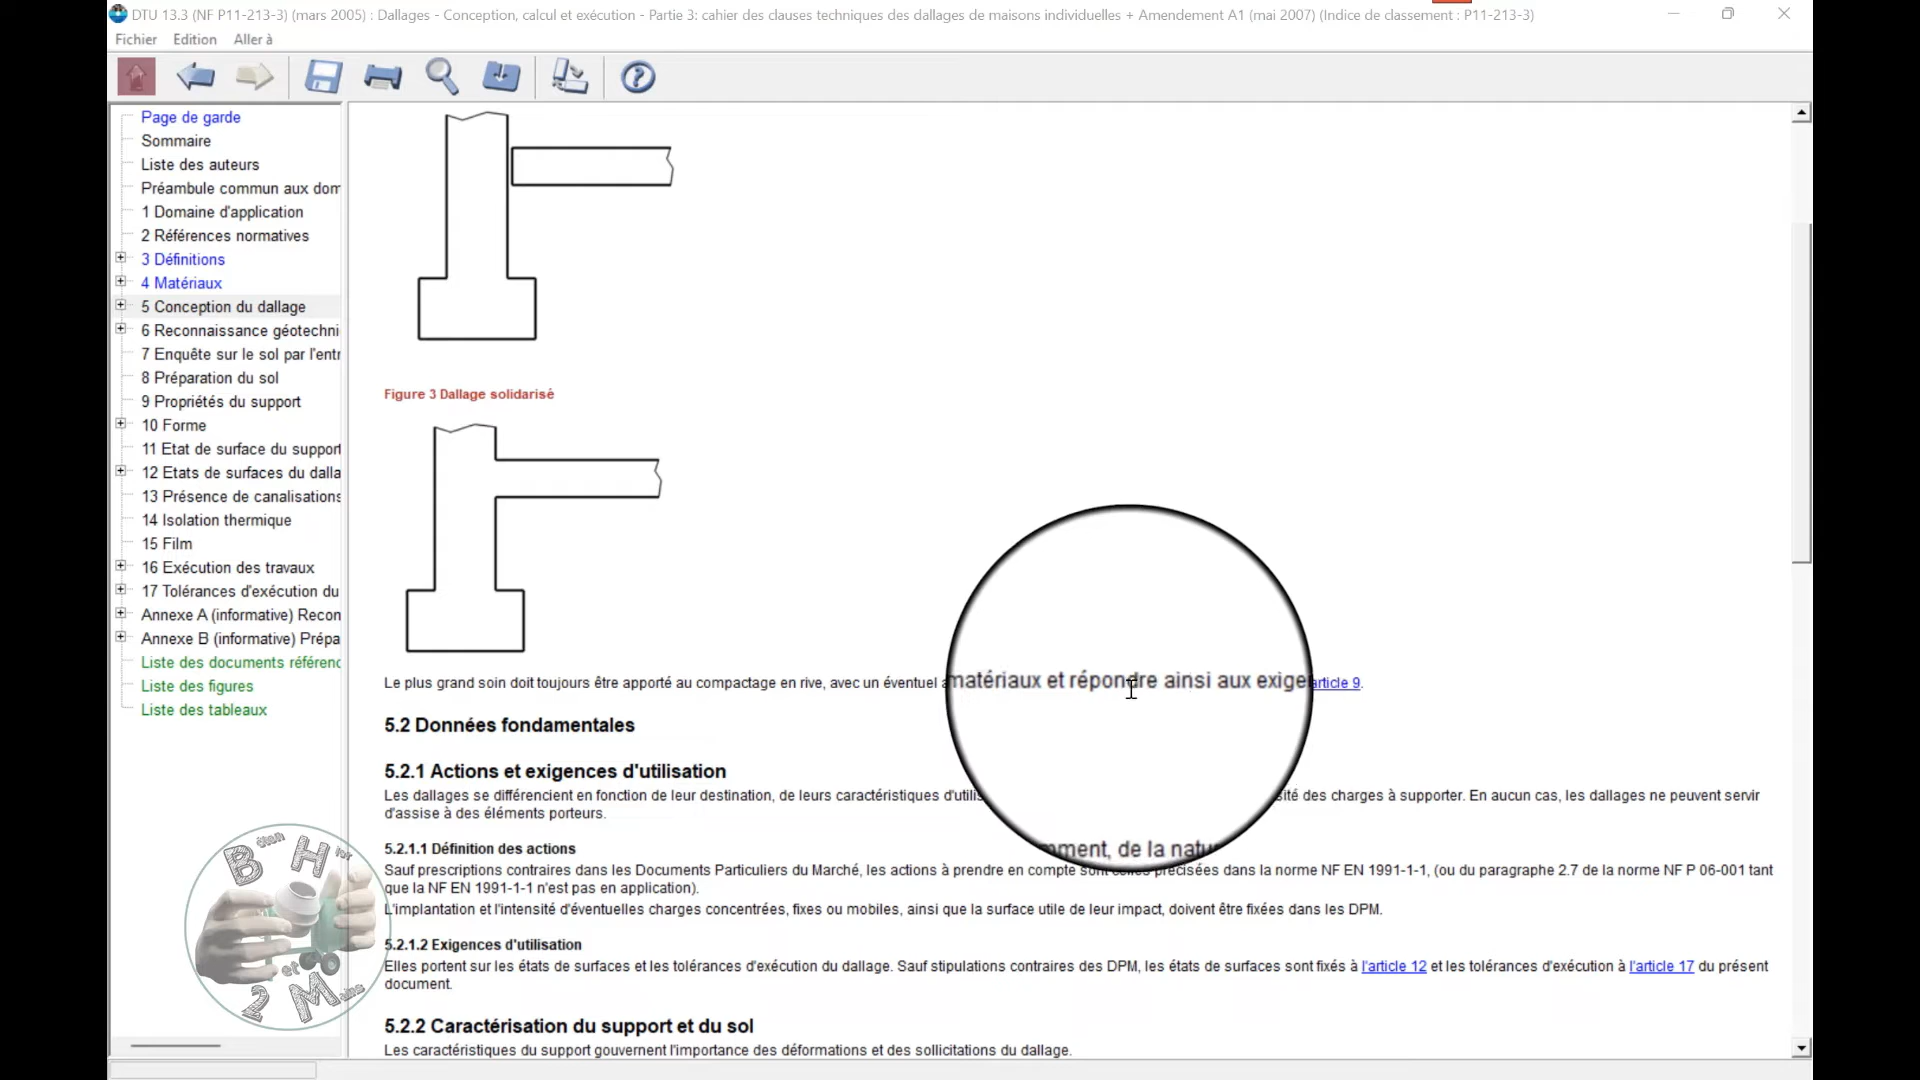 DTU 13.3 (NF P11-213-3) (mars 2005) : Dallages - Conception, calcul et exécution - Partie 3: cahier des clauses techniques des dallages de maisons individuelles + Amendement A1 (mai 2007) (Indice de classement : P11-213-3)
Fichier Edition Aller à
Page de garde
Sommaire
Liste des auteurs
Préambule commun aux dom
1 Domaine d'application
2 Références normatives
3 Définitions
4 Matériaux
5 Conception du dallage
6 Reconnaissance géotechni
7 Enquête sur le sol par l'entr
8 Préparation du sol
9 Propriétés du support
10 Forme
11 Etat de surface du support
12 Etats de surfaces du dalla
13 Présence de canalisations
14 Isolation thermique
15 Film
16 Exécution des travaux
17 Tolérances d'exécution du
Annexe A (informative) Recon
Annexe B (informative) Prépa
Liste des documents référenc
Liste des figures
Liste des tableaux
Figure 3 Dallage solidarisé
Le plus grand soin doit toujours être apporté au compactage en rive, avec un éventuel a matériaux et répondre ainsi aux exige article 9.
5.2 Données fondamentales
5.2.1 Actions et exigences d'utilisation
Les dallages se différencient en fonction de leur destination, de leurs caractéristiques d'utilis mment, de la natu sité des charges à supporter. En aucun cas, les dallages ne peuvent servir
d'assise à des éléments porteurs.
5.2.1.1 Définition des actions
Sauf prescriptions contraires dans les Documents Particuliers du Marché, les actions à prendre en compte sont celles précisées dans la norme NF EN 1991-1-1, (ou du paragraphe 2.7 de la norme NF P 06-001 tant
que la NF EN 1991-1-1 n'est pas en application).
L'implantation et l'intensité d'éventuelles charges concentrées, fixes ou mobiles, ainsi que la surface utile de leur impact, doivent être fixées dans les DPM.
5.2.1.2 Exigences d'utilisation
Elles portent sur les états de surfaces et les tolérances d'exécution du dallage. Sauf stipulations contraires des DPM, les états de surfaces sont fixés à l'article 12 et les tolérances d'exécution à l'article 17 du présent
document.
5.2.2 Caractérisation du support et du sol
Les caractéristiques du support gouvernent l'importance des déformations et des sollicitations du dallage.
Béton H
et
2 M